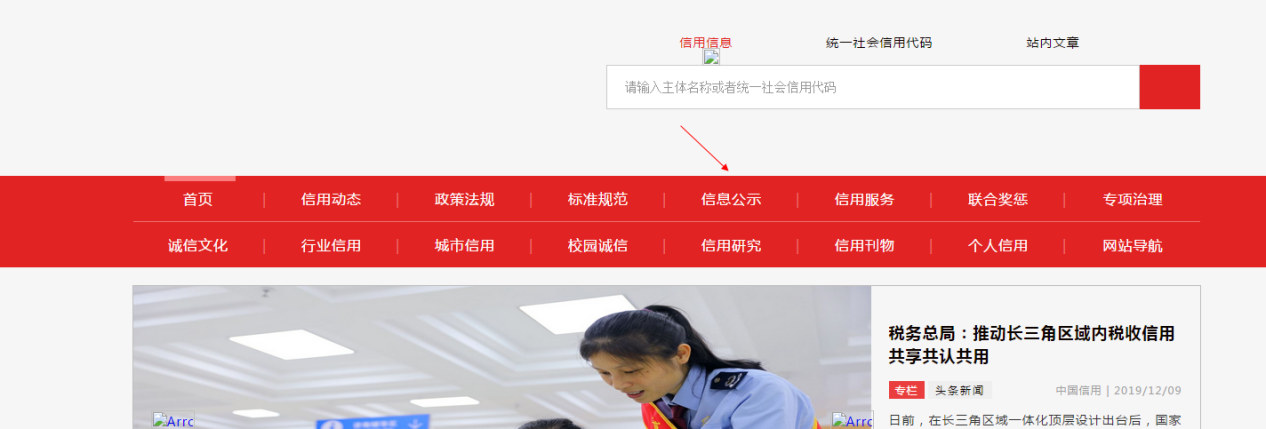 信用信息 统一社会信用代码 站内文章
请输入主体名称或者统一社会信用代码
首页 | 信用动态 | 政策法规 | 标准规范 | 信息公示 | 信用服务 | 联合奖惩 | 专项治理
诚信文化 | 行业信用 | 城市信用 | 校园诚信 | 信用研究 | 信用刊物 | 个人信用 | 网站导航
税务总局：推动长三角区域内税收信用
共享共认共用
专栏 头条新闻 中国信用 | 2019/12/09
Arrc Arrc 日前，在长三角区域一体化顶层设计出台后，国家